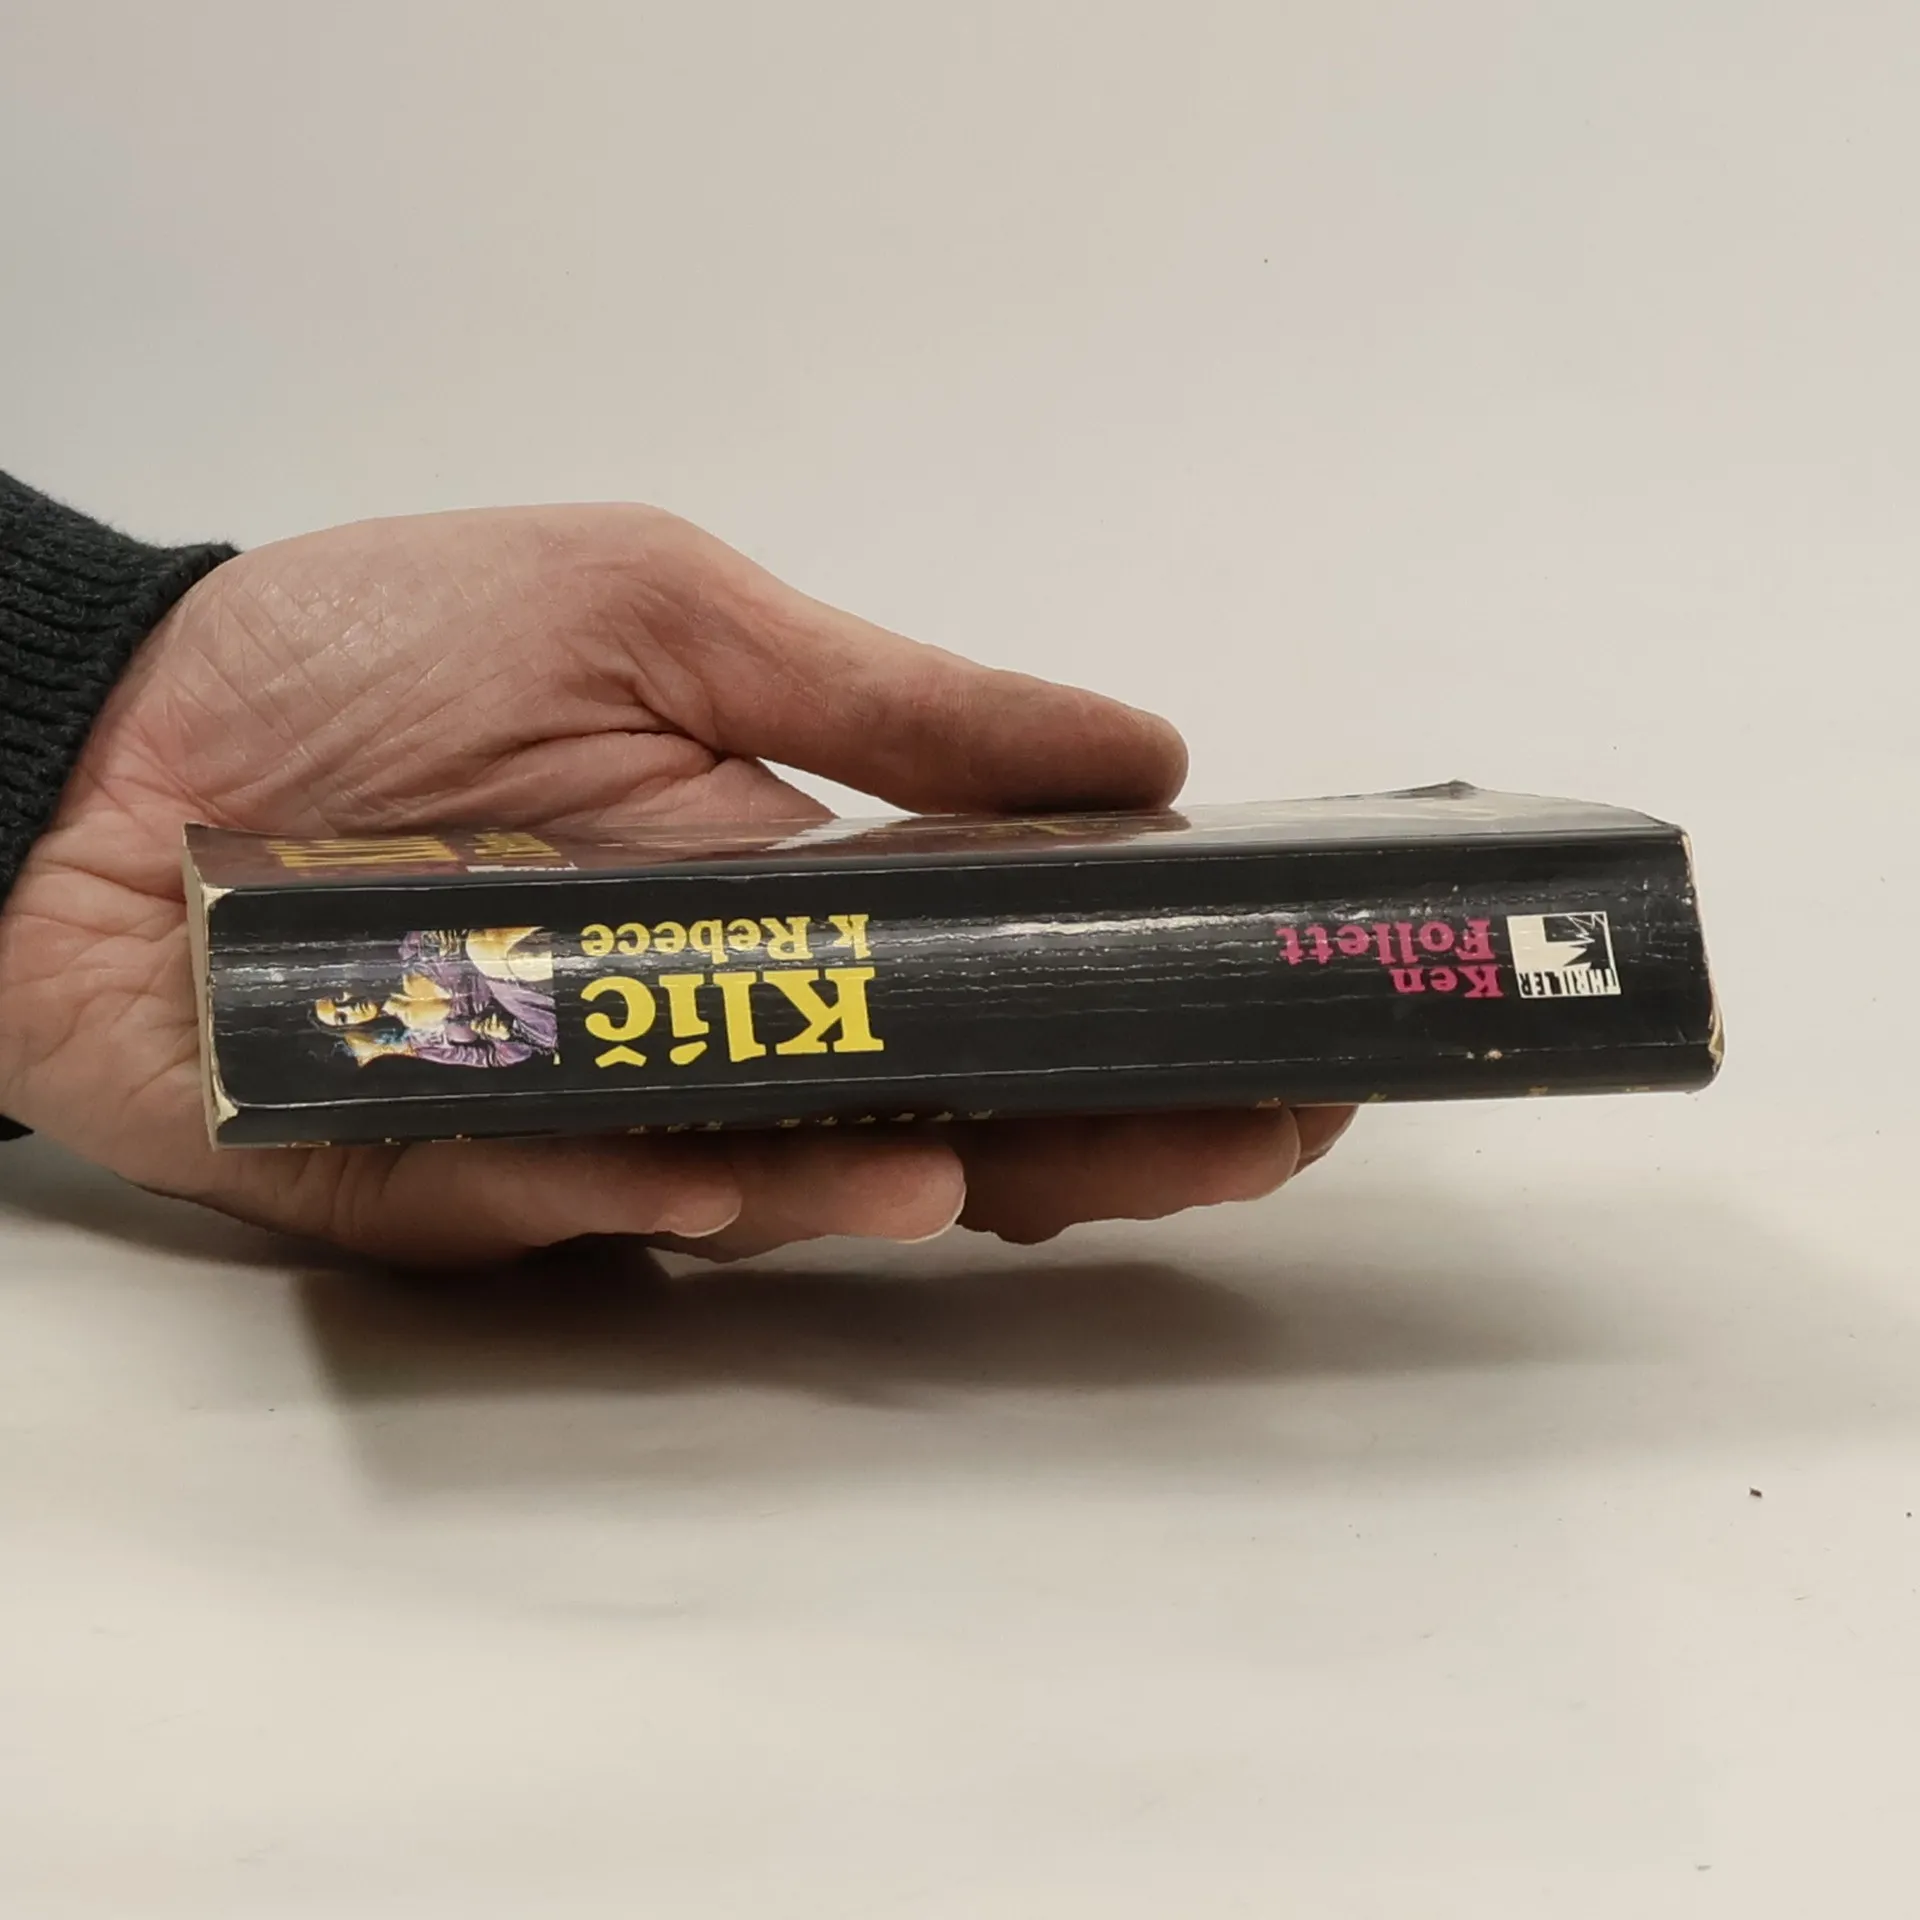 Klíč
k Rebece
Ken
Follett
THRILLER